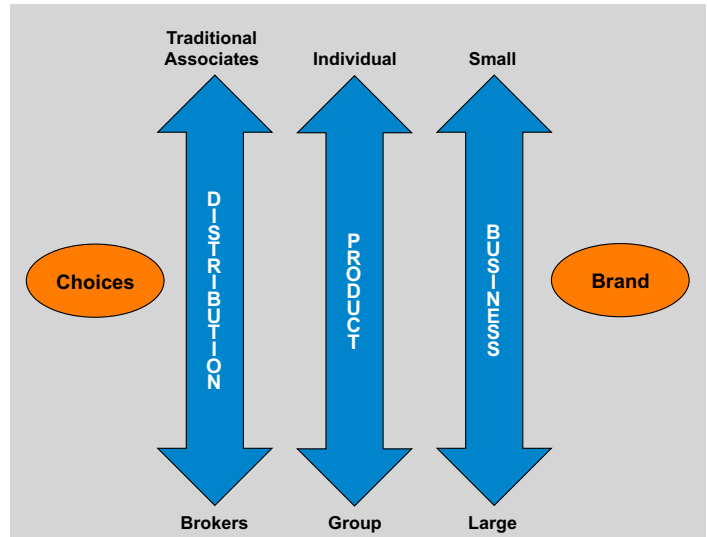 Traditional
Associates
Individual
Small
DISTRIBUTION
PRODUCT
BUSINESS
Choices
Brand
Brokers
Group
Large